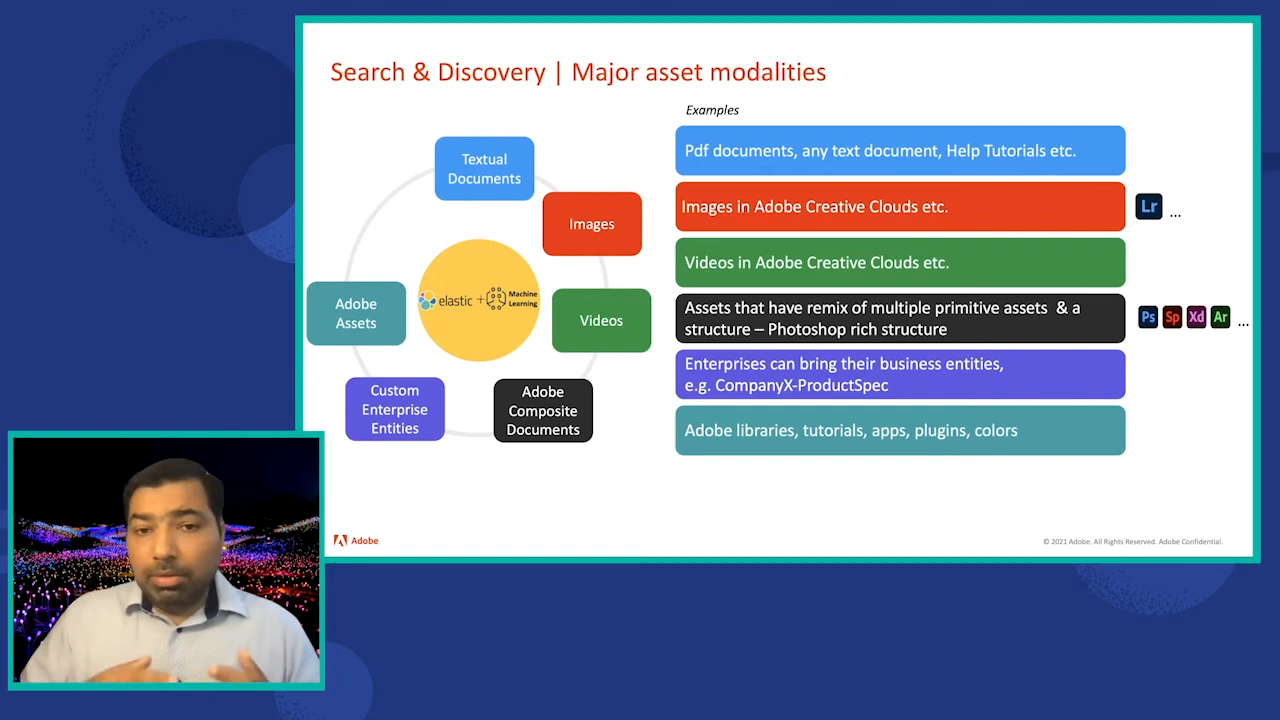 Search & Discovery | Major asset modalities
Examples
Textual
Documents
Images
Videos
Adobe
Composite
Documents
Custom
Enterprise
Entities
Adobe
Assets
elastic + Machine
Learning
Pdf documents, any text document, Help Tutorials etc.
Images in Adobe Creative Clouds etc.
Lr ...
Videos in Adobe Creative Clouds etc.
Assets that have remix of multiple primitive assets & a
structure – Photoshop rich structure
Ps Sp Xd Ar ...
Enterprises can bring their business entities,
e.g. CompanyX-ProductSpec
Adobe libraries, tutorials, apps, plugins, colors
Adobe
© 2021 Adobe. All Rights Reserved. Adobe Confidential.